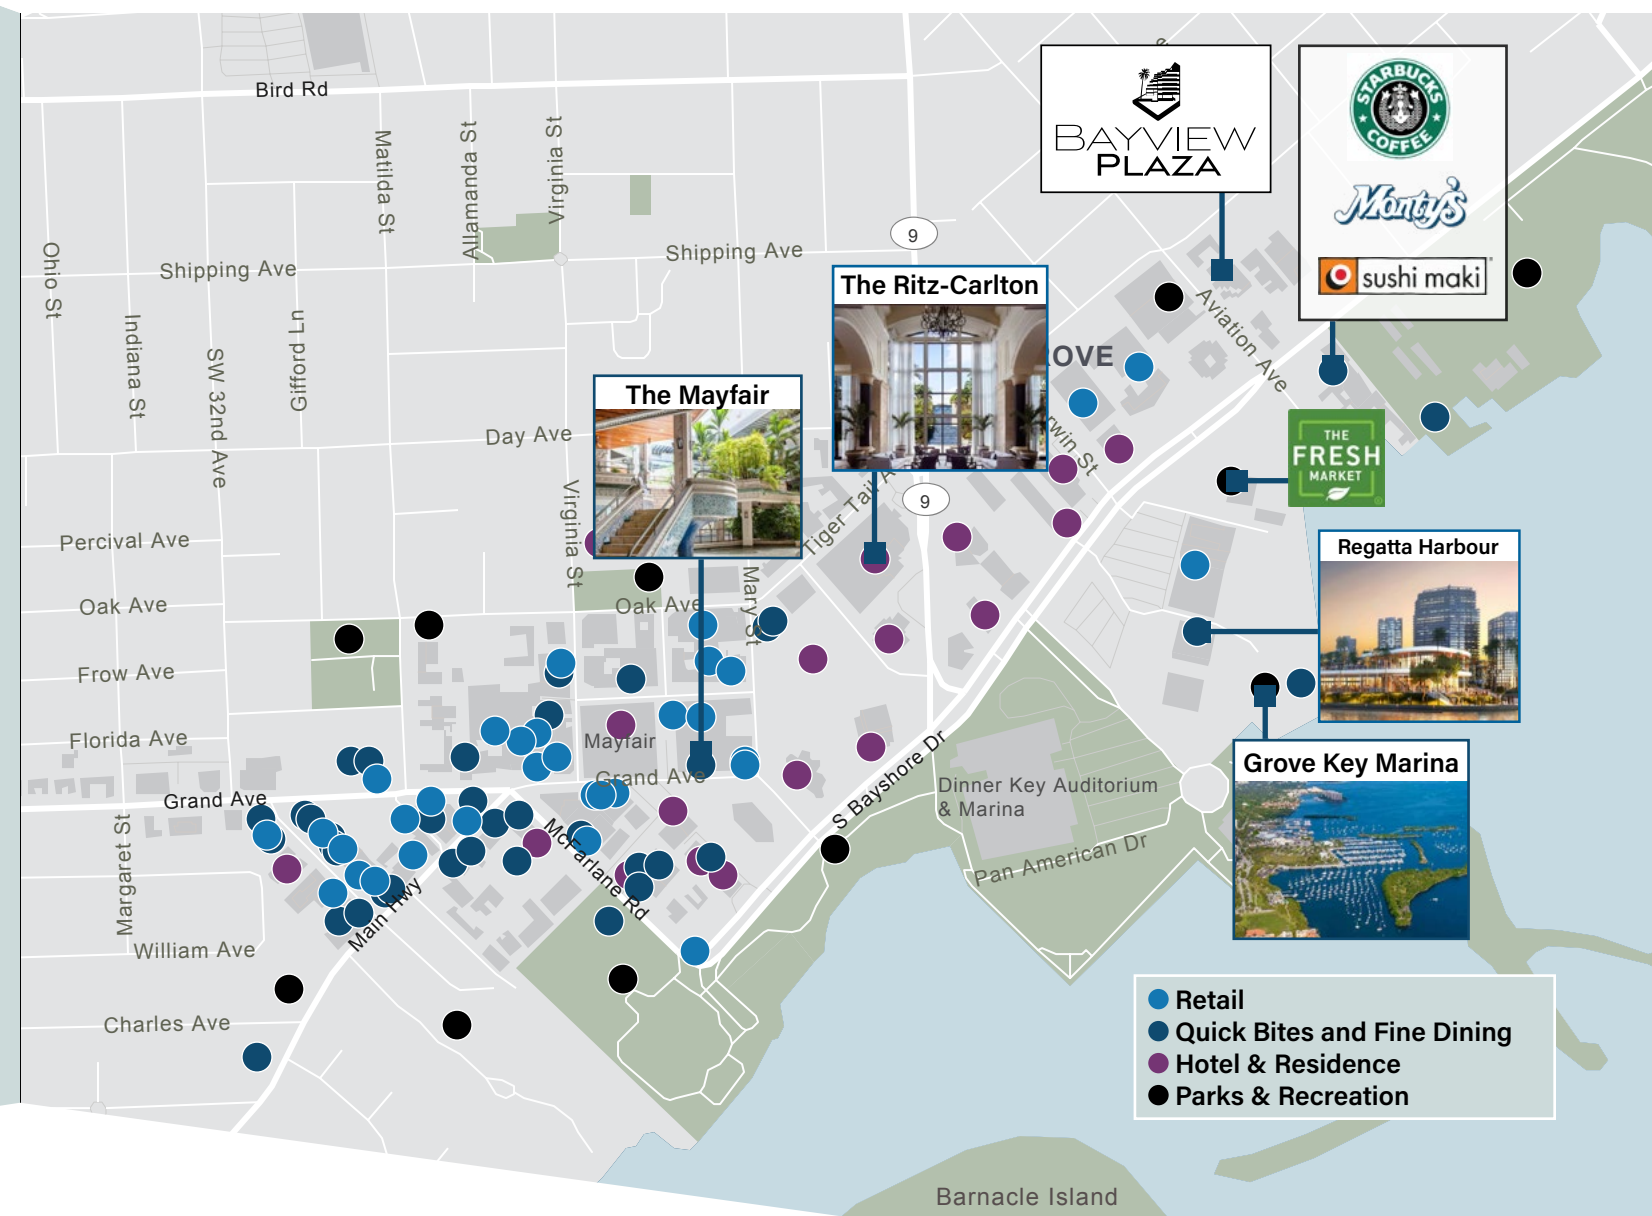 Bird Rd
Matilda St
Allamanda St
Virginia St
BAYVIEW
PLAZA
STARBUCKS
COFFEE
Monty's
sushi maki
Ohio St
Shipping Ave
Shipping Ave
9
Indiana St
SW 32nd Ave
Gifford Ln
The Ritz-Carlton
Aviation Ave
OVE
The Mayfair
Day Ave
rwin St
THE
FRESH
MARKET
Virginia St
Tiger Tail A
9
Percival Ave
Regatta Harbour
Oak Ave
Oak Ave
Mary St
Frow Ave
Florida Ave
Mayfair
Grand Ave
Grand Ave
S Bayshore Dr
Dinner Key Auditorium
& Marina
Grove Key Marina
Margaret St
McFarlane Rd
Pan American Dr
Main Hwy
William Ave
Charles Ave
Retail
Quick Bites and Fine Dining
Hotel & Residence
Parks & Recreation
Barnacle Island